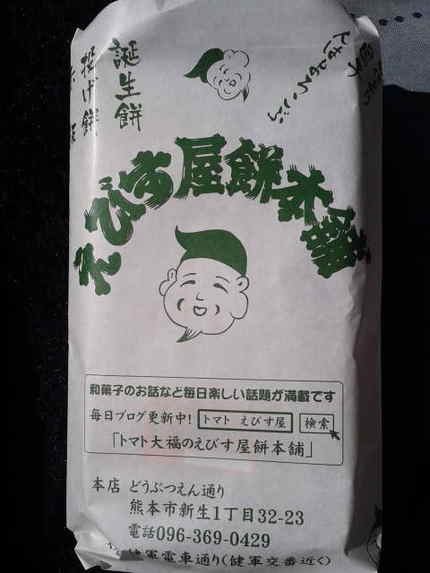 誕生餅
投げ餅
えびす屋餅本舗
和菓子のお話など毎日楽しい話題が満載です
毎日ブログ更新中! トマト えびす屋 検索
「トマト大福のえびす屋餅本舗」
本店 どうぶつえん通り
熊本市新生1丁目32-23
電話096-369-0429
健軍電車通り(健軍交番近く)